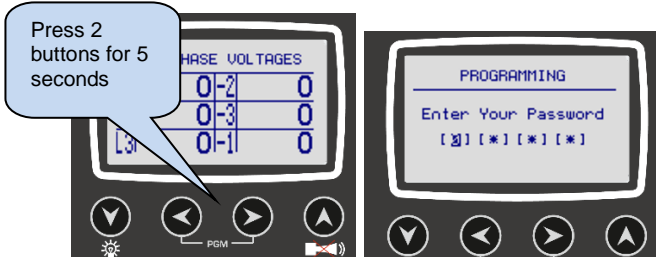 Press 2
buttons for 5
seconds
HASE VOLTAGES
0 -2 0
0 -3 0
[3] 0 -1 0
PGM
PROGRAMMING
Enter Your Password
[*] [*] [*]